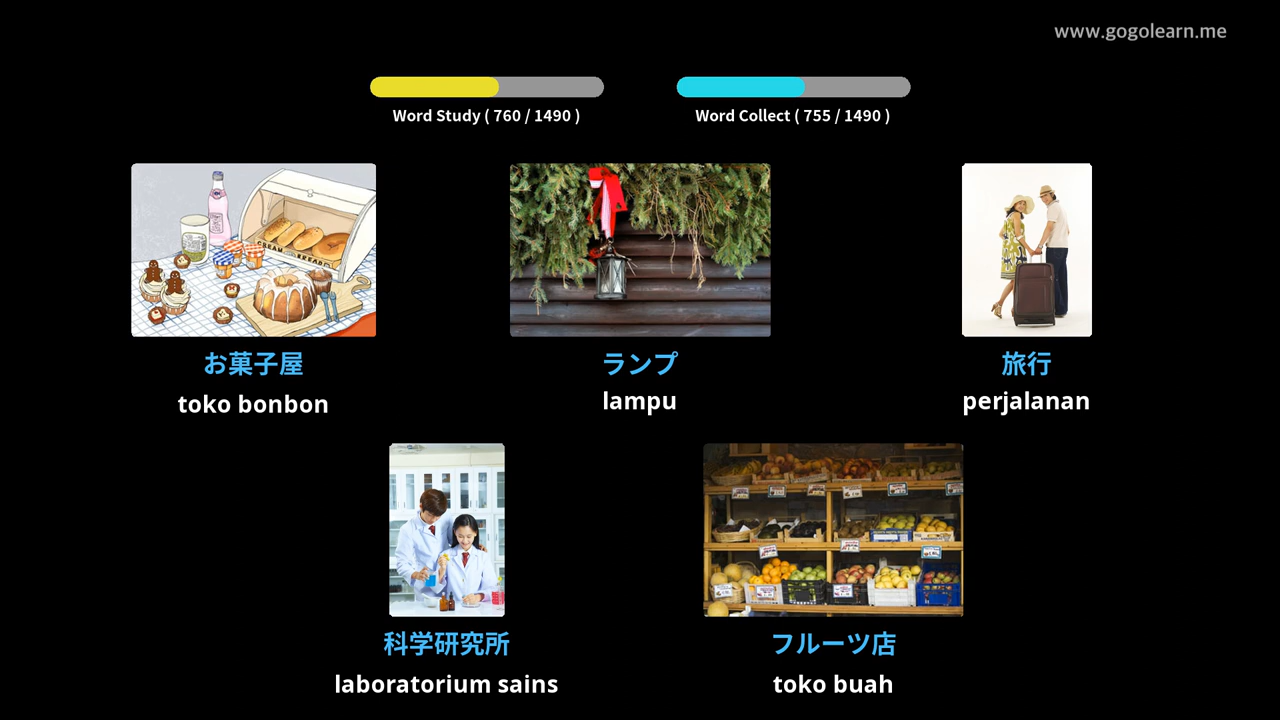 www.gogolearn.me
Word Study ( 760 / 1490 )
Word Collect ( 755 / 1490 )
CREAM BREAD
お菓子屋
toko bonbon
ランプ
lampu
旅行
perjalanan
科学研究所
laboratorium sains
フルーツ店
toko buah